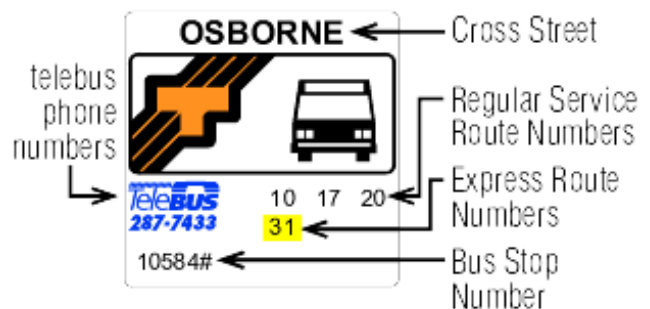 OSBORNE
Cross Street
telebus
phone
numbers
Regular Service
Route Numbers
TeleBUS
287-7433
10 17 20
31
Express Route
Numbers
10584#
Bus Stop
Number